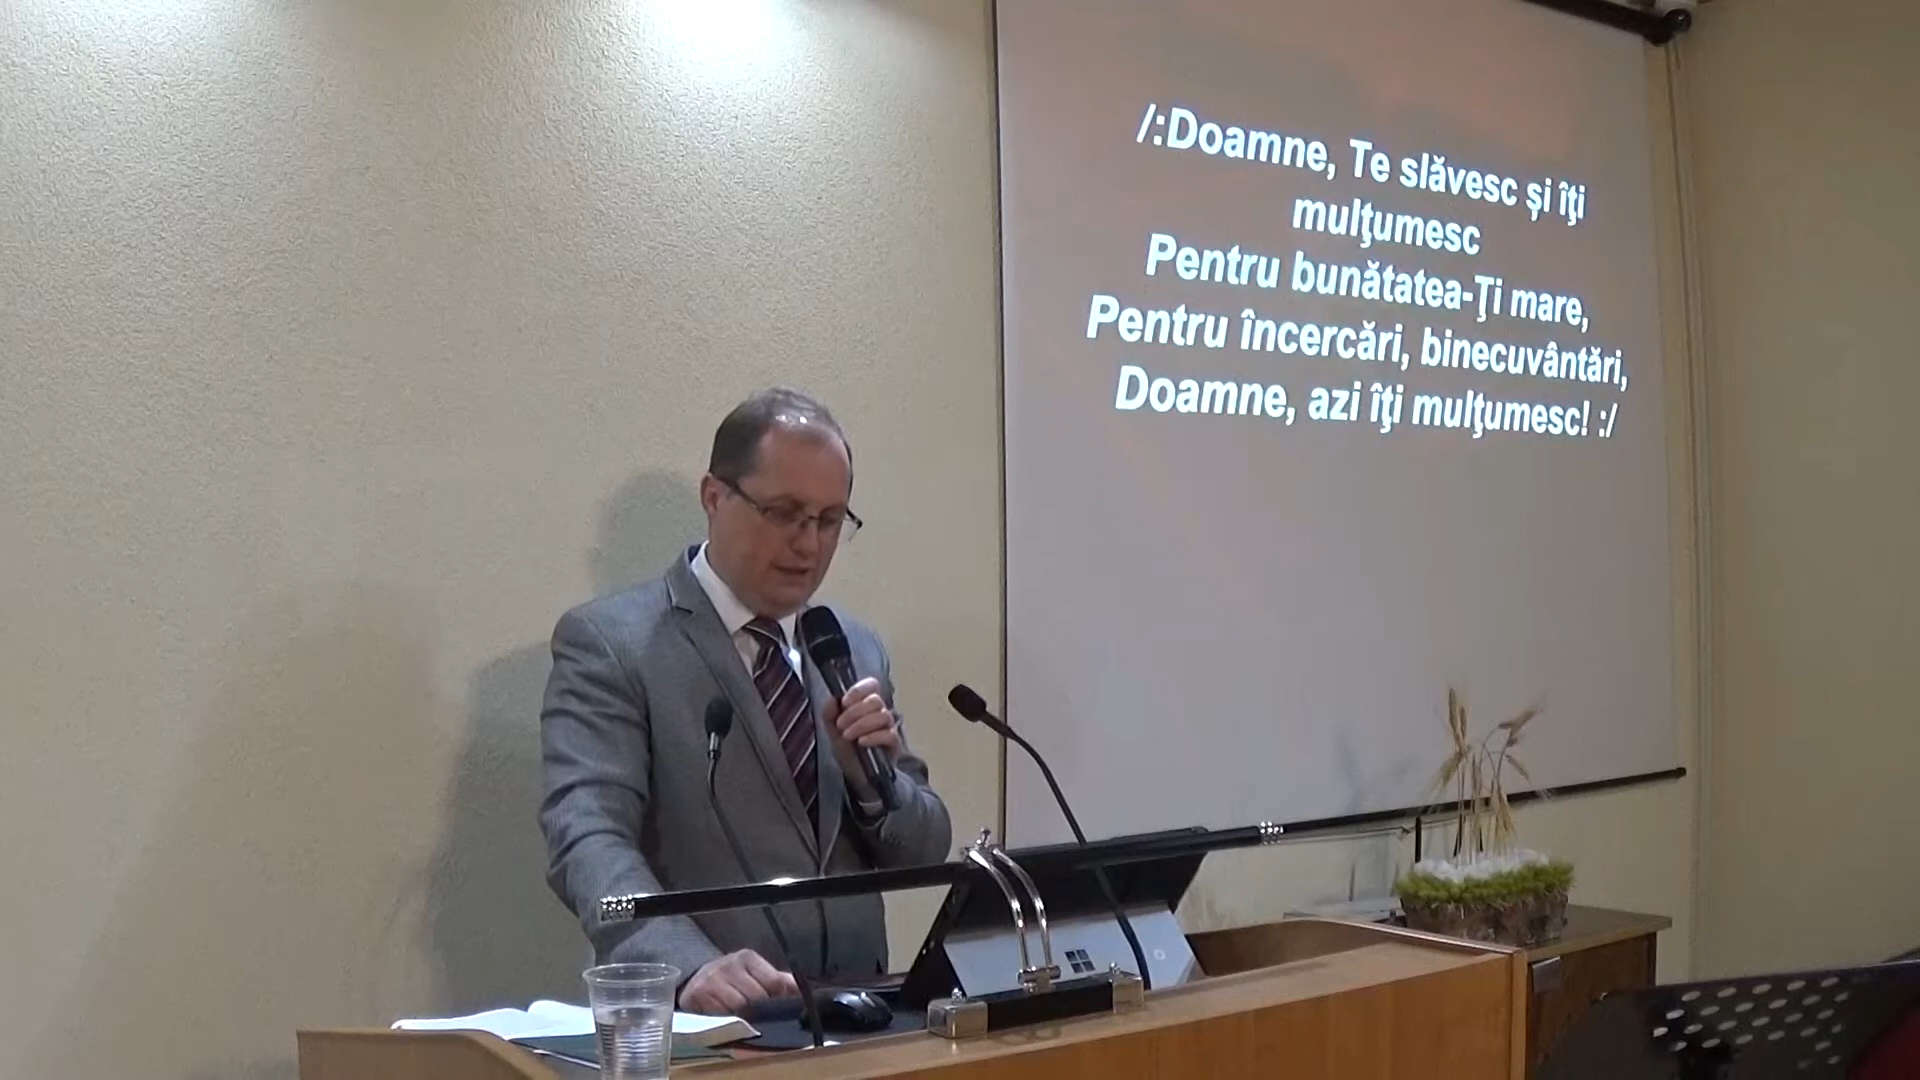 /:Doamne, Te slăvesc şi îţi
mulţumesc
Pentru bunătatea-Ţi mare,
Pentru încercări, binecuvântări,
Doamne, azi îţi mulţumesc! :/